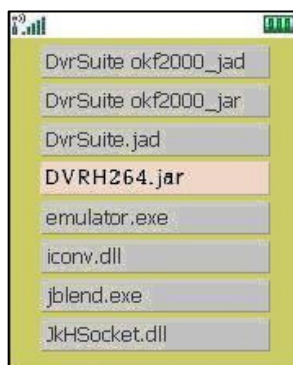 DvrSuite okf2000_jad
DvrSuite okf2000_jar
DvrSuite.jad
DVRH264.jar
emulator.exe
iconv.dll
jblend.exe
JkHSocket.dll